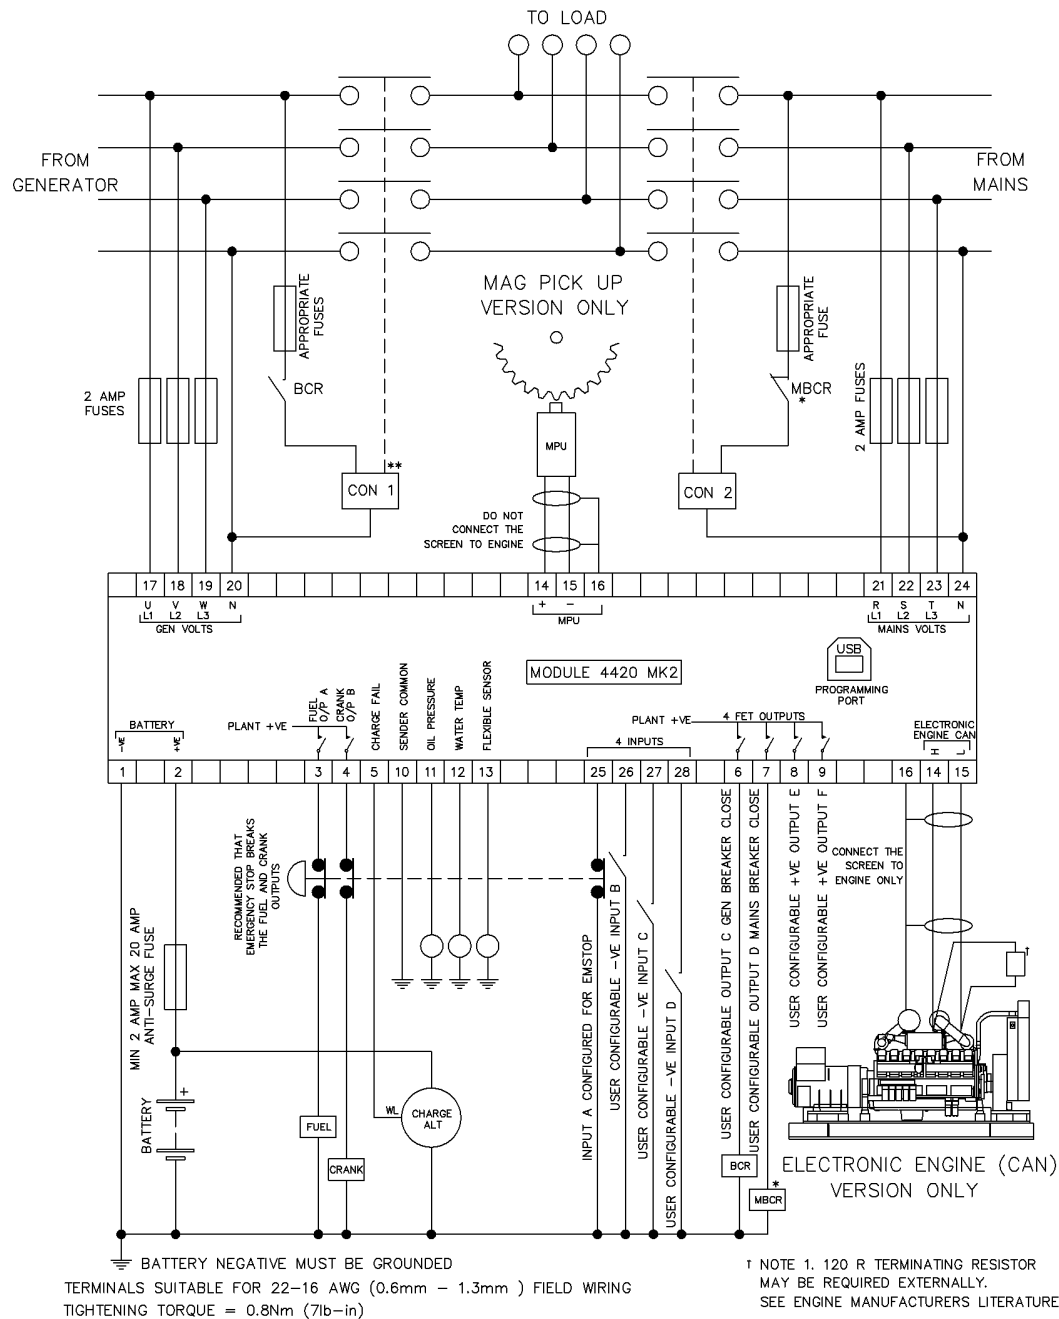 TO LOAD
FROM
GENERATOR
FROM
MAINS
MAG PICK UP
VERSION ONLY
APPROPRIATE
FUSES
APPROPRIATE
FUSE
BCR
MBCR
*
2 AMP
FUSES
2 AMP FUSES
MPU
**
CON 1
CON 2
DO NOT
CONNECT THE
SCREEN TO ENGINE
17 18 19 20 14 15 16 21 22 23 24
U V W N + − R S T N
L1 L2 L3 L1 L2 L3
GEN VOLTS
MPU
MAINS VOLTS
MODULE 4420 MK2
USB
PROGRAMMING
PORT
BATTERY
−VE
+VE
PLANT +VE
FUEL
O/P A
CRANK
O/P B
CHARGE FAIL
SENDER COMMON
OIL PRESSURE
WATER TEMP
FLEXIBLE SENSOR
4 INPUTS
PLANT +VE
4 FET OUTPUTS
ELECTRONIC
ENGINE CAN
H L
1 2 3 4 5 10 11 12 13 25 26 27 28 6 7 8 9 16 14 15
RECOMMENDED THAT
EMERGENCY STOP BREAKS
THE FUEL AND CRANK
OUTPUTS
MIN 2 AMP MAX 20 AMP
ANTI−SURGE FUSE
BATTERY
+
WL
CHARGE
ALT
FUEL
CRANK
INPUT A CONFIGURED FOR EMSTOP
USER CONFIGURABLE −VE INPUT B
USER CONFIGURABLE −VE INPUT C
USER CONFIGURABLE −VE INPUT D
USER CONFIGURABLE OUTPUT C GEN BREAKER CLOSE
USER CONFIGURABLE OUTPUT D MAINS BREAKER CLOSE
USER CONFIGURABLE +VE OUTPUT E
USER CONFIGURABLE +VE OUTPUT F
CONNECT THE
SCREEN TO
ENGINE ONLY
†
BCR
*
MBCR
ELECTRONIC ENGINE (CAN)
VERSION ONLY
BATTERY NEGATIVE MUST BE GROUNDED
TERMINALS SUITABLE FOR 22−16 AWG (0.6mm − 1.3mm ) FIELD WIRING
TIGHTENING TORQUE = 0.8Nm (7lb−in)
† NOTE 1. 120 R TERMINATING RESISTOR
MAY BE REQUIRED EXTERNALLY.
SEE ENGINE MANUFACTURERS LITERATURE